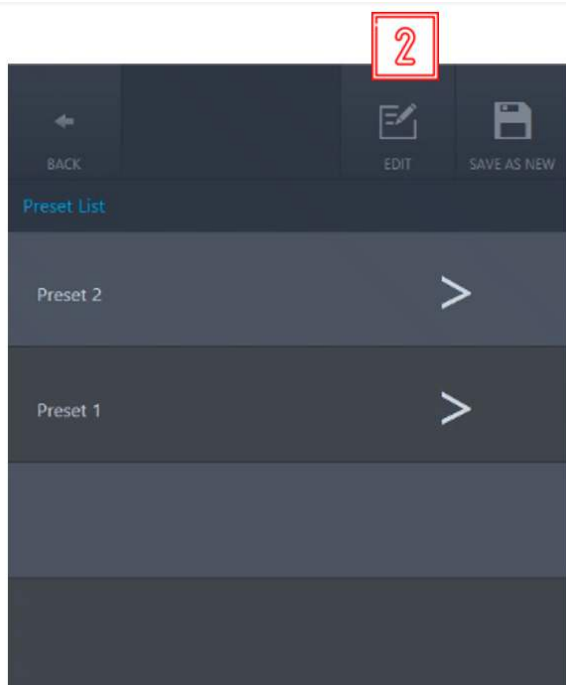 2
BACK
EDIT
SAVE AS NEW
Preset List
Preset 2
Preset 1